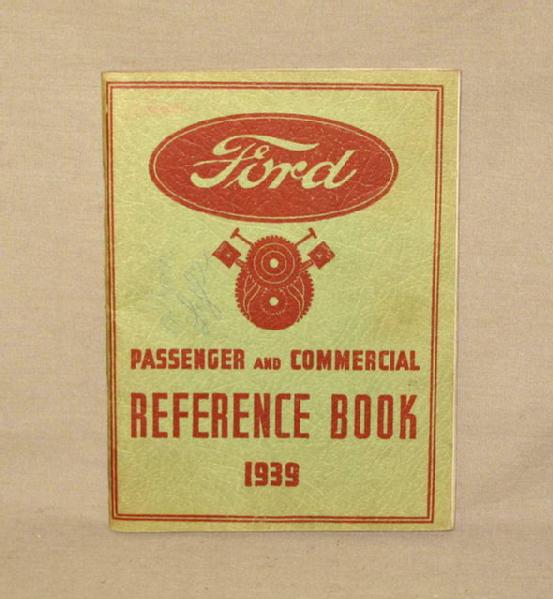 Ford
PASSENGER AND COMMERCIAL
REFERENCE BOOK
1939